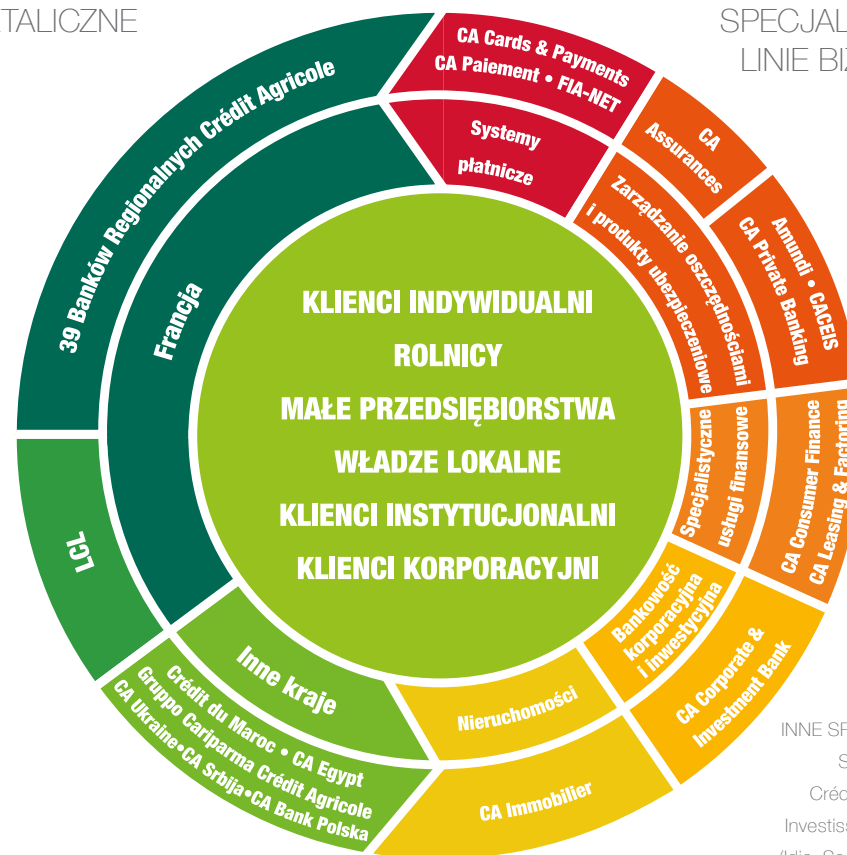 SPECJAL
LINIE BIZ
TALICZNE
39 Banków Regionalnych Crédit Agricole
Francja
LCL
CA Cards & Payments
CA Paiement • FIA-NET
Systemy
płatnicze
CA
Assurances
Zarządzanie oszczędnościami
i produkty ubezpieczeniowe
Amundi • CACEIS
CA Private Banking
Specjalistyczne
usługi finansowe
CA Consumer Finance
CA Leasing & Factoring
Bankowość
korporacyjna
i inwestycyjna
CA Corporate &
Investment Bank
Nieruchomości
CA Immobilier
Inne kraje
Crédit du Maroc • CA Egypt
Gruppo Cariparma Crédit Agricole
CA Ukraine•CA Srbija•CA Bank Polska
KLIENCI INDYWIDUALNI
ROLNICY
MAŁE PRZEDSIĘBIORSTWA
WŁADZE LOKALNE
KLIENCI INSTYTUCJONALNI
KLIENCI KORPORACYJNI
INNE SP
S
Créd
Investiss